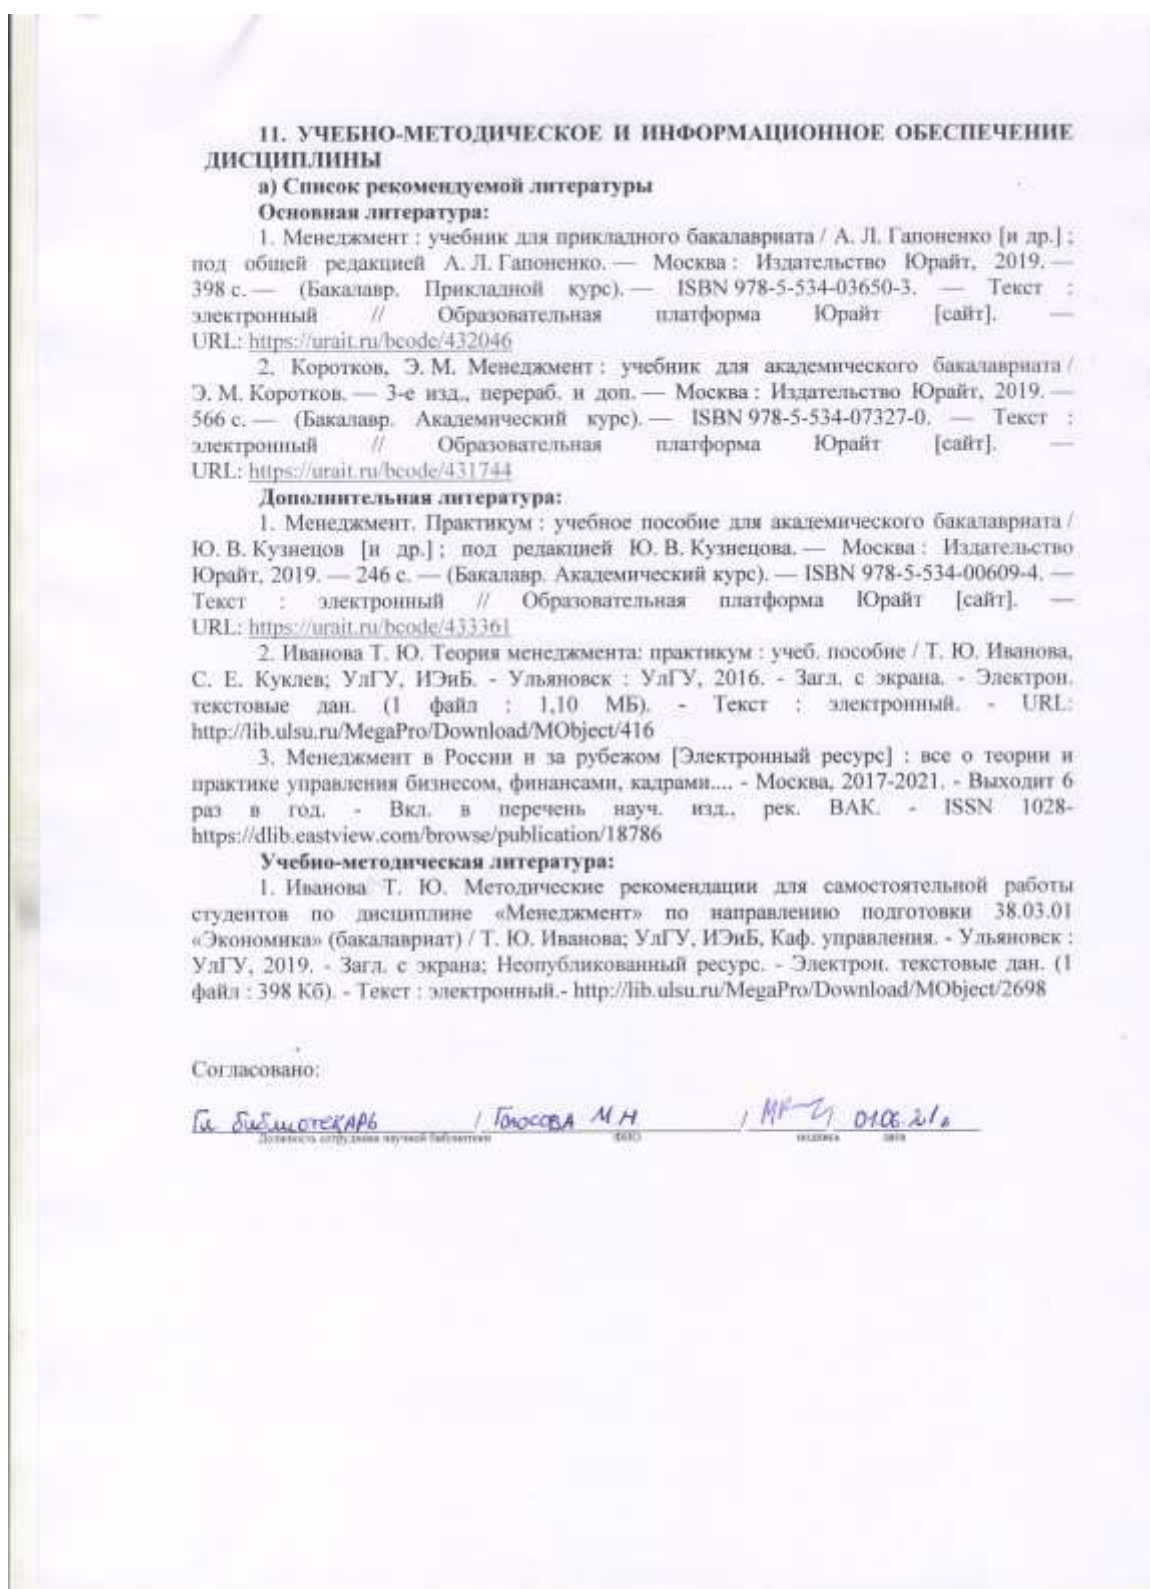 11. УЧЕБНО-МЕТОДИЧЕСКОЕ И ИНФОРМАЦИОННОЕ ОБЕСПЕЧЕНИЕ
ДИСЦИПЛИНЫ
а) Список рекомендуемой литературы
Основная литература:
1. Менеджмент : учебник для прикладного бакалавриата / А. Л. Гапоненко [и др.] ;
под общей редакцией А. Л. Гапоненко. — Москва : Издательство Юрайт, 2019. —
398 с. — (Бакалавр. Прикладной курс). — ISBN 978-5-534-03650-3. — Текст :
электронный // Образовательная платформа Юрайт [сайт]. —
URL: https://urait.ru/bcode/432046
2. Коротков, Э. М. Менеджмент : учебник для академического бакалавриата /
Э. М. Коротков. — 3-е изд., перераб. и доп. — Москва : Издательство Юрайт, 2019. —
566 с. — (Бакалавр. Академический курс). — ISBN 978-5-534-07327-0. — Текст :
электронный // Образовательная платформа Юрайт [сайт]. —
URL: https://urait.ru/bcode/431744
Дополнительная литература:
1. Менеджмент. Практикум : учебное пособие для академического бакалавриата /
Ю. В. Кузнецов [и др.] ; под редакцией Ю. В. Кузнецова. — Москва : Издательство
Юрайт, 2019. — 246 с. — (Бакалавр. Академический курс). — ISBN 978-5-534-00609-4. —
Текст : электронный // Образовательная платформа Юрайт [сайт]. —
URL: https://urait.ru/bcode/433361
2. Иванова Т. Ю. Теория менеджмента: практикум : учеб. пособие / Т. Ю. Иванова,
С. Е. Куклев; УлГУ, ИЭиБ. - Ульяновск : УлГУ, 2016. - Загл. с экрана. - Электрон.
текстовые дан. (1 файл : 1,10 МБ). - Текст : электронный. - URL:
http://lib.ulsu.ru/MegaPro/Download/MObject/416
3. Менеджмент в России и за рубежом [Электронный ресурс] : все о теории и
практике управления бизнесом, финансами, кадрами.... - Москва, 2017-2021. - Выходит 6
раз в год. - Вкл. в перечень науч. изд., рек. ВАК. - ISSN 1028-
https://dlib.eastview.com/browse/publication/18786
Учебно-методическая литература:
1. Иванова Т. Ю. Методические рекомендации для самостоятельной работы
студентов по дисциплине «Менеджмент» по направлению подготовки 38.03.01
«Экономика» (бакалавриат) / Т. Ю. Иванова; УлГУ, ИЭиБ, Каф. управления. - Ульяновск :
УлГУ, 2019. - Загл. с экрана; Неопубликованный ресурс. - Электрон. текстовые дан. (1
файл : 398 Кб). - Текст : электронный.- http://lib.ulsu.ru/MegaPro/Download/MObject/2698
Согласовано:
Гл библиотекарь / Голосова М Н / 01.06.21г
Должность сотрудника научной библиотеки ФИО подпись дата